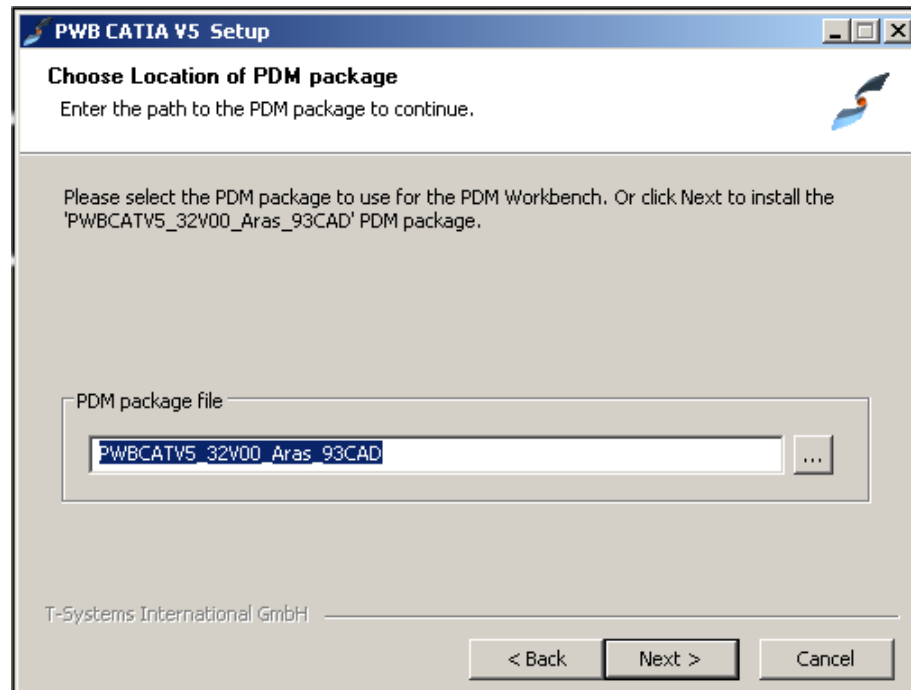 PWB CATIA V5 Setup
Choose Location of PDM package
Enter the path to the PDM package to continue.
Please select the PDM package to use for the PDM Workbench. Or click Next to install the
'PWBCATV5_32V00_Aras_93CAD' PDM package.
PDM package file
PWBCATV5_32V00_Aras_93CAD
...
T-Systems International GmbH
< Back
Next >
Cancel